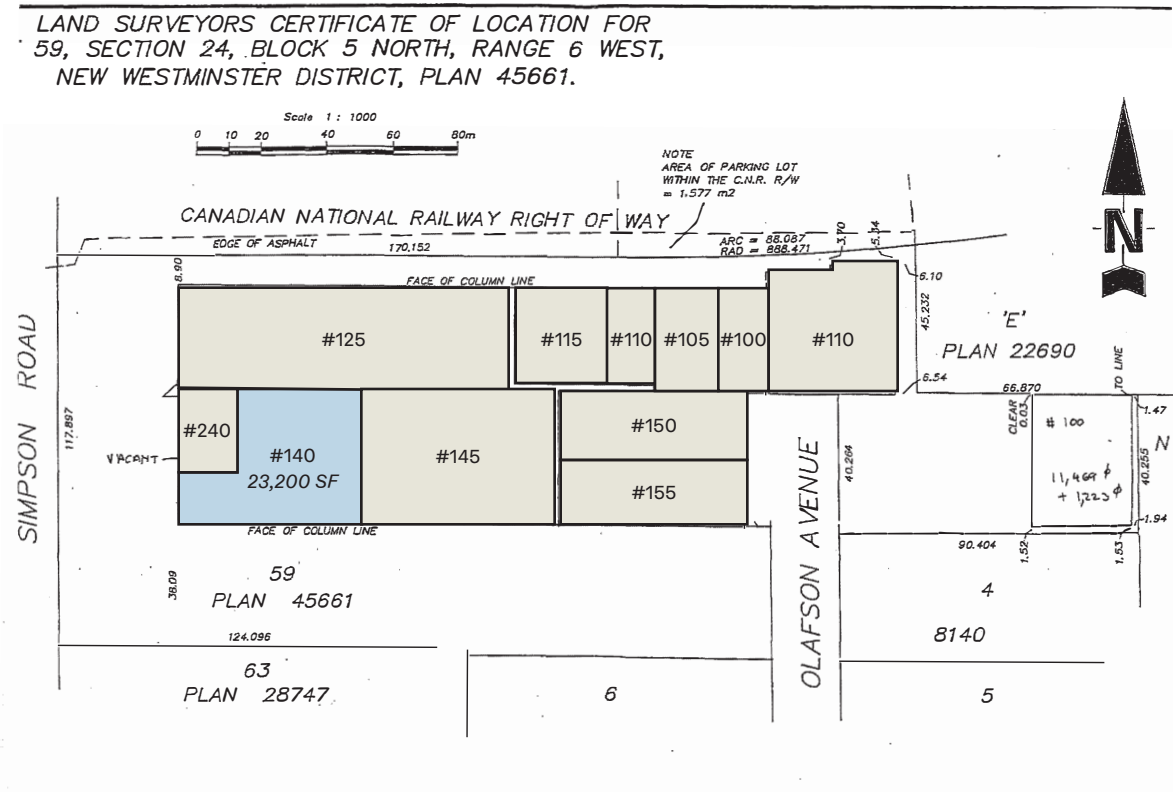 LAND SURVEYORS CERTIFICATE OF LOCATION FOR
59, SECTION 24, BLOCK 5 NORTH, RANGE 6 WEST,
NEW WESTMINSTER DISTRICT, PLAN 45661.
Scale 1 : 1000
0 10 20 40 60 80m
NOTE
AREA OF PARKING LOT
WITHIN THE C.N.R. R/W
= 1.577 m2
CANADIAN NATIONAL RAILWAY RIGHT OF WAY
EDGE OF ASPHALT
170.152
ARC = 88.087
RAD = 888.471
3.70
5.34
N
8.90
FACE OF COLUMN LINE
6.10
45.232
#125
#115
#110
#105
#100
#110
'E'
PLAN 22690
6.54
66.870
TO LINE
SIMPSON ROAD
117.897
#240
VACANT
#140
23,200 SF
#145
#150
#155
FACE OF COLUMN LINE
OLAFSON AVENUE
40.264
CLEAR
0.03
# 100
11,469 ϕ
+ 1,223 ϕ
1.47
N
40.255
1.94
90.404
1.52
1.53
38.09
59
PLAN 45661
4
124.096
8140
63
PLAN 28747
6
5